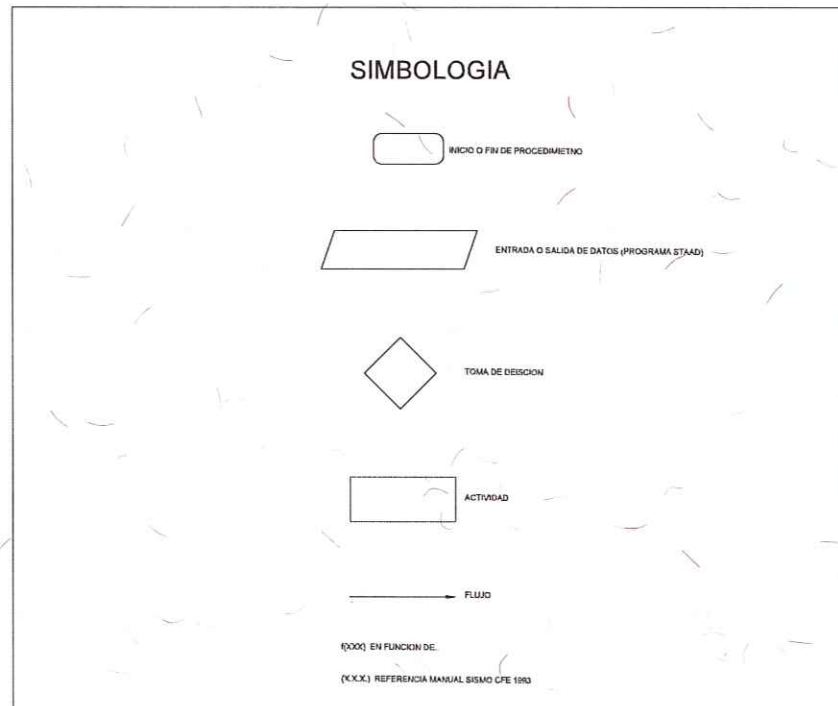 SIMBOLOGIA
INICIO O FIN DE PROCEDIMIETNO
ENTRADA O SALIDA DE DATOS (PROGRAMA STAAD)
TOMA DE DEISCION
ACTIVIDAD
FLUJO
f(XXX) EN FUNCION DE..
(X.X.X.) REFERENCIA MANUAL SISMO CFE 1993